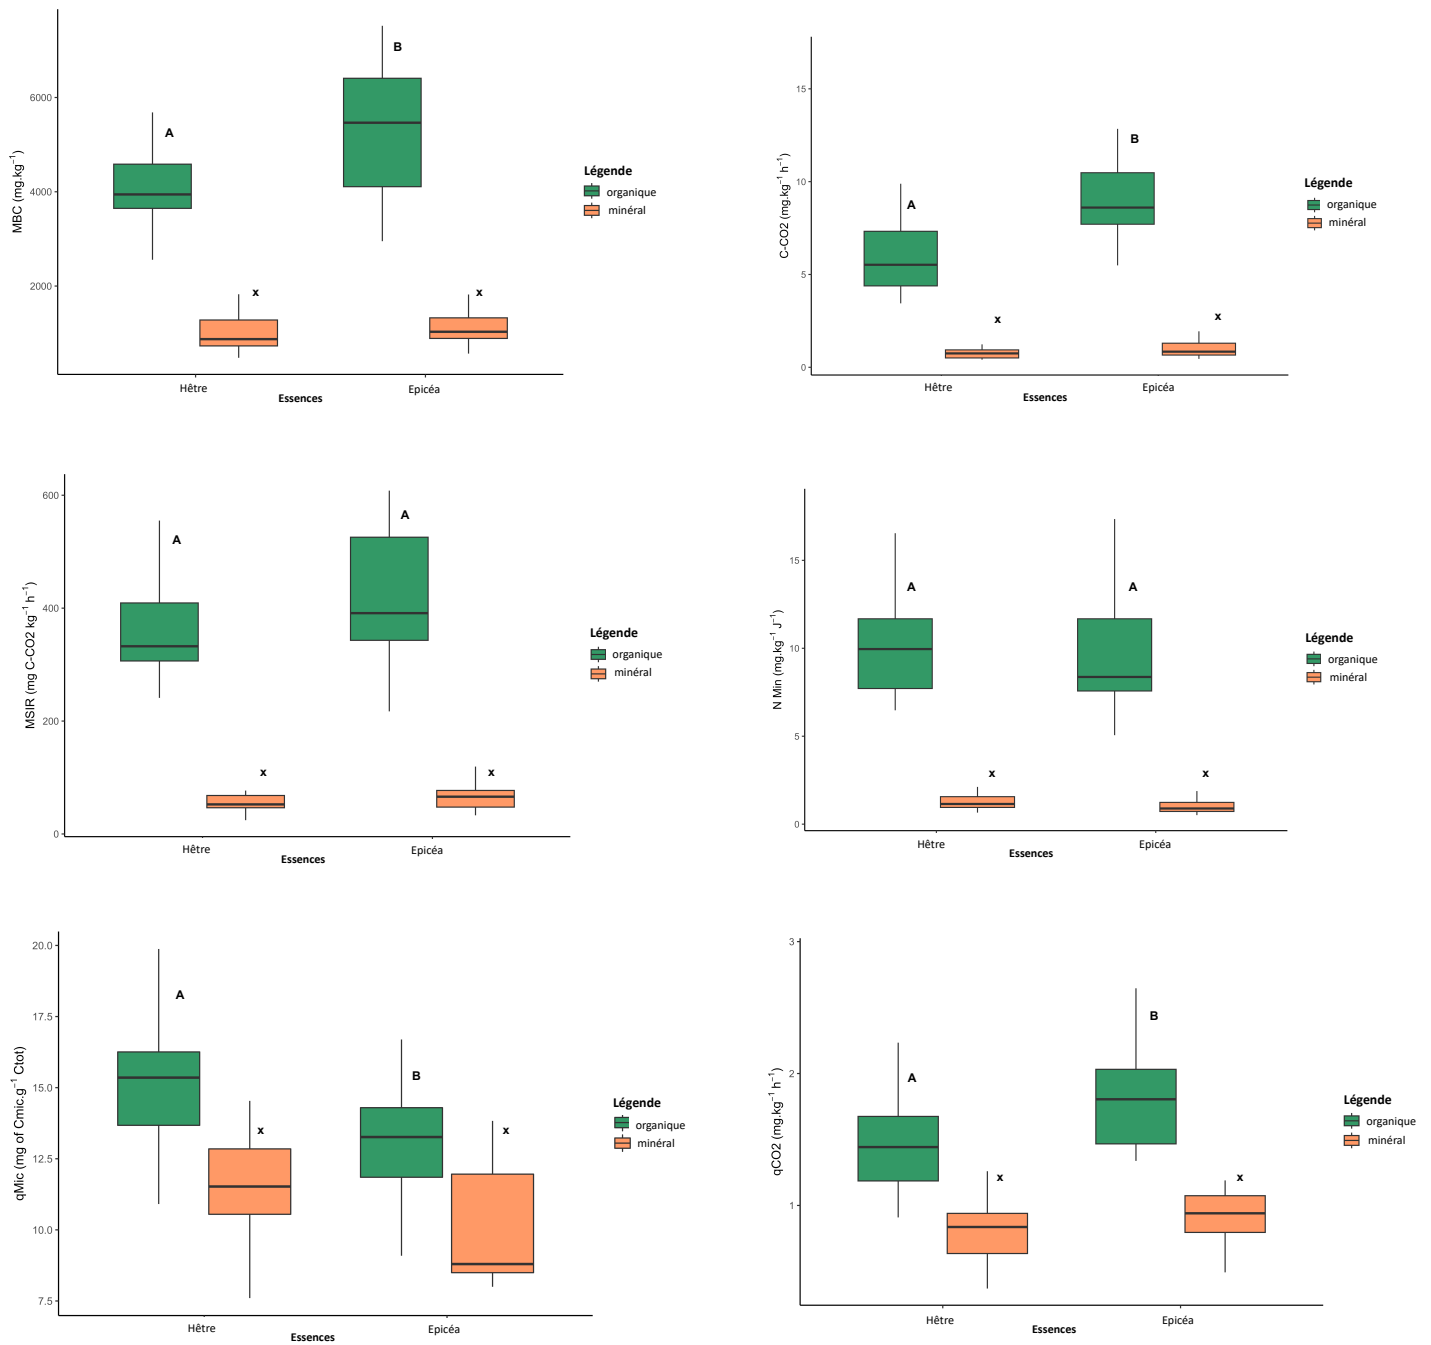 MBC (mg.kg⁻¹)
6000
4000
2000
A
B
x
x
Hêtre
Epicéa
Essences
Légende
organique
minéral
C-CO2 (mg.kg⁻¹ h⁻¹)
15
10
5
0
A
B
x
x
Hêtre
Epicéa
Essences
Légende
organique
minéral
MSIR (mg C-CO2 kg⁻¹ h⁻¹)
600
400
200
0
A
A
x
x
Hêtre
Epicéa
Essences
Légende
organique
minéral
N Min (mg.kg⁻¹ J⁻¹)
15
10
5
0
A
A
x
x
Hêtre
Epicéa
Essences
Légende
organique
minéral
qMic (mg of Cmic.g⁻¹ Ctot)
20.0
17.5
15.0
12.5
10.0
7.5
A
B
x
x
Hêtre
Epicéa
Essences
Légende
organique
minéral
qCO2 (mg.kg⁻¹ h⁻¹)
3
2
1
A
B
x
x
Hêtre
Epicéa
Essences
Légende
organique
minéral